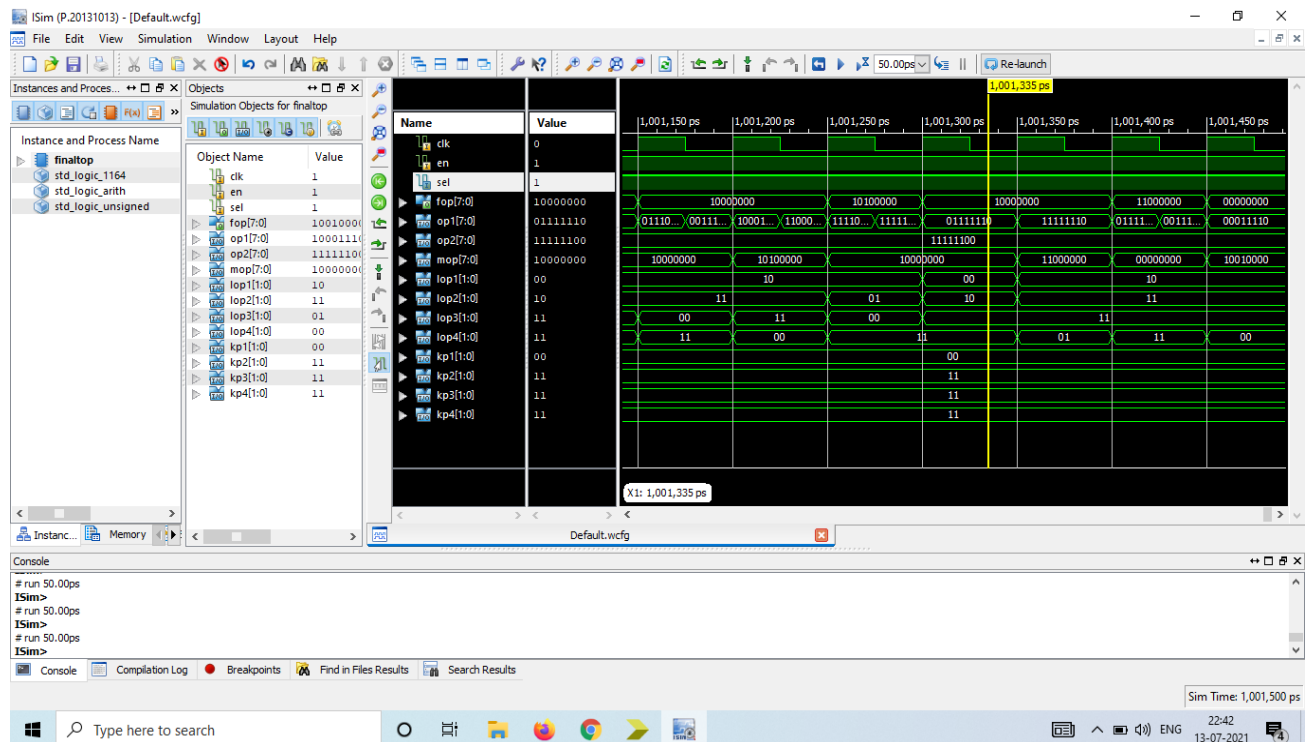 ISim (P.20131013) - [Default.wcfg]
File Edit View Simulation Window Layout Help
50.00ps Re-launch
Instances and Proces...
Instance and Process Name
finaltop
std_logic_1164
std_logic_arith
std_logic_unsigned
Instanc... Memory
Objects
Simulation Objects for finaltop
Object Name Value
clk 1
en 1
sel 1
fop[7:0] 1001000
op1[7:0] 1000111
op2[7:0] 1111110
mop[7:0] 1000000
lop1[1:0] 10
lop2[1:0] 11
lop3[1:0] 01
lop4[1:0] 00
kp1[1:0] 00
kp2[1:0] 11
kp3[1:0] 11
kp4[1:0] 11
1,001,335 ps
Name Value 1,001,150 ps 1,001,200 ps 1,001,250 ps 1,001,300 ps 1,001,350 ps 1,001,400 ps 1,001,450 ps
clk 0
en 1
sel 1
fop[7:0] 10000000 10000000 10100000 10000000 11000000 00000000
op1[7:0] 01111110 01110... 00111... 10001... 11000... 11110... 11111... 01111110 11111110 01111... 00111... 00011110
op2[7:0] 11111100 11111100
mop[7:0] 10000000 10000000 10100000 10000000 11000000 00000000 10010000
lop1[1:0] 00 10 00 10
lop2[1:0] 10 11 01 10 11
lop3[1:0] 11 00 11 00 11
lop4[1:0] 11 11 00 11 01 11 00
kp1[1:0] 00 00
kp2[1:0] 11 11
kp3[1:0] 11 11
kp4[1:0] 11 11
X1: 1,001,335 ps
Default.wcfg
Console
# run 50.00ps
ISim>
# run 50.00ps
ISim>
# run 50.00ps
ISim>
Console Compilation Log Breakpoints Find in Files Results Search Results
Sim Time: 1,001,500 ps
Type here to search
ENG
22:42
13-07-2021
4